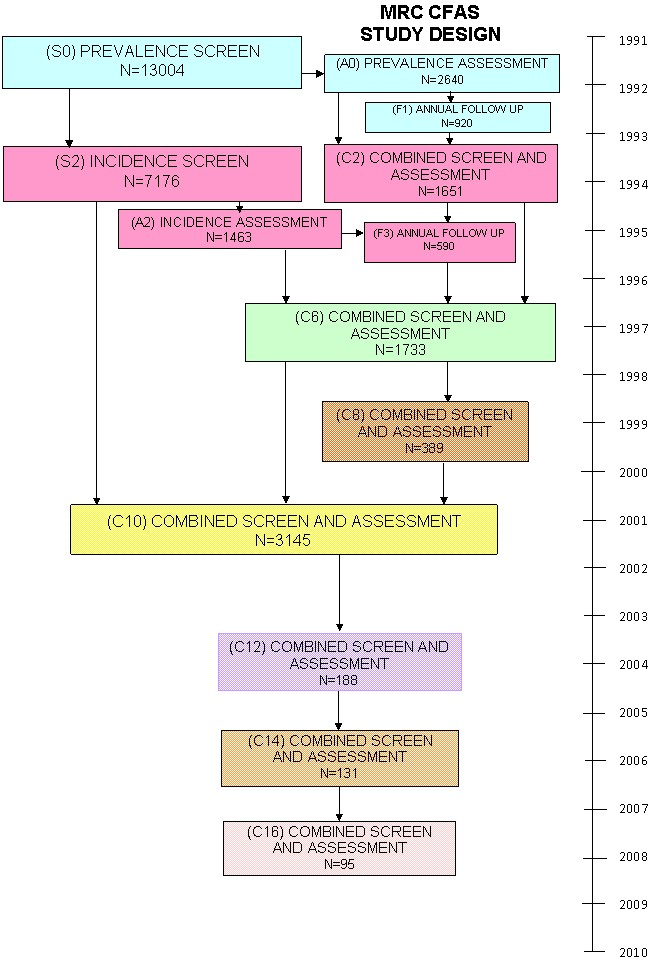 MRC CFAS
STUDY DESIGN
(S0) PREVALENCE SCREEN
N=13004
(A0) PREVALENCE ASSESSMENT
N=2640
(F1) ANNUAL FOLLOW UP
N=920
(S2) INCIDENCE SCREEN
N=7176
(C2) COMBINED SCREEN AND
ASSESSMENT
N=1651
(A2) INCIDENCE ASSESSMENT
N=1463
(F3) ANNUAL FOLLOW UP
N=590
(C6) COMBINED SCREEN AND
ASSESSMENT
N=1733
(C8) COMBINED SCREEN
AND ASSESSMENT
N=389
(C10) COMBINED SCREEN AND ASSESSMENT
N=3145
(C12) COMBINED SCREEN AND
ASSESSMENT
N=188
(C14) COMBINED SCREEN
AND ASSESSMENT
N=131
(C16) COMBINED SCREEN
AND ASSESSMENT
N=95
1991
1992
1993
1994
1995
1996
1997
1998
1999
2000
2001
2002
2003
2004
2005
2006
2007
2008
2009
2010